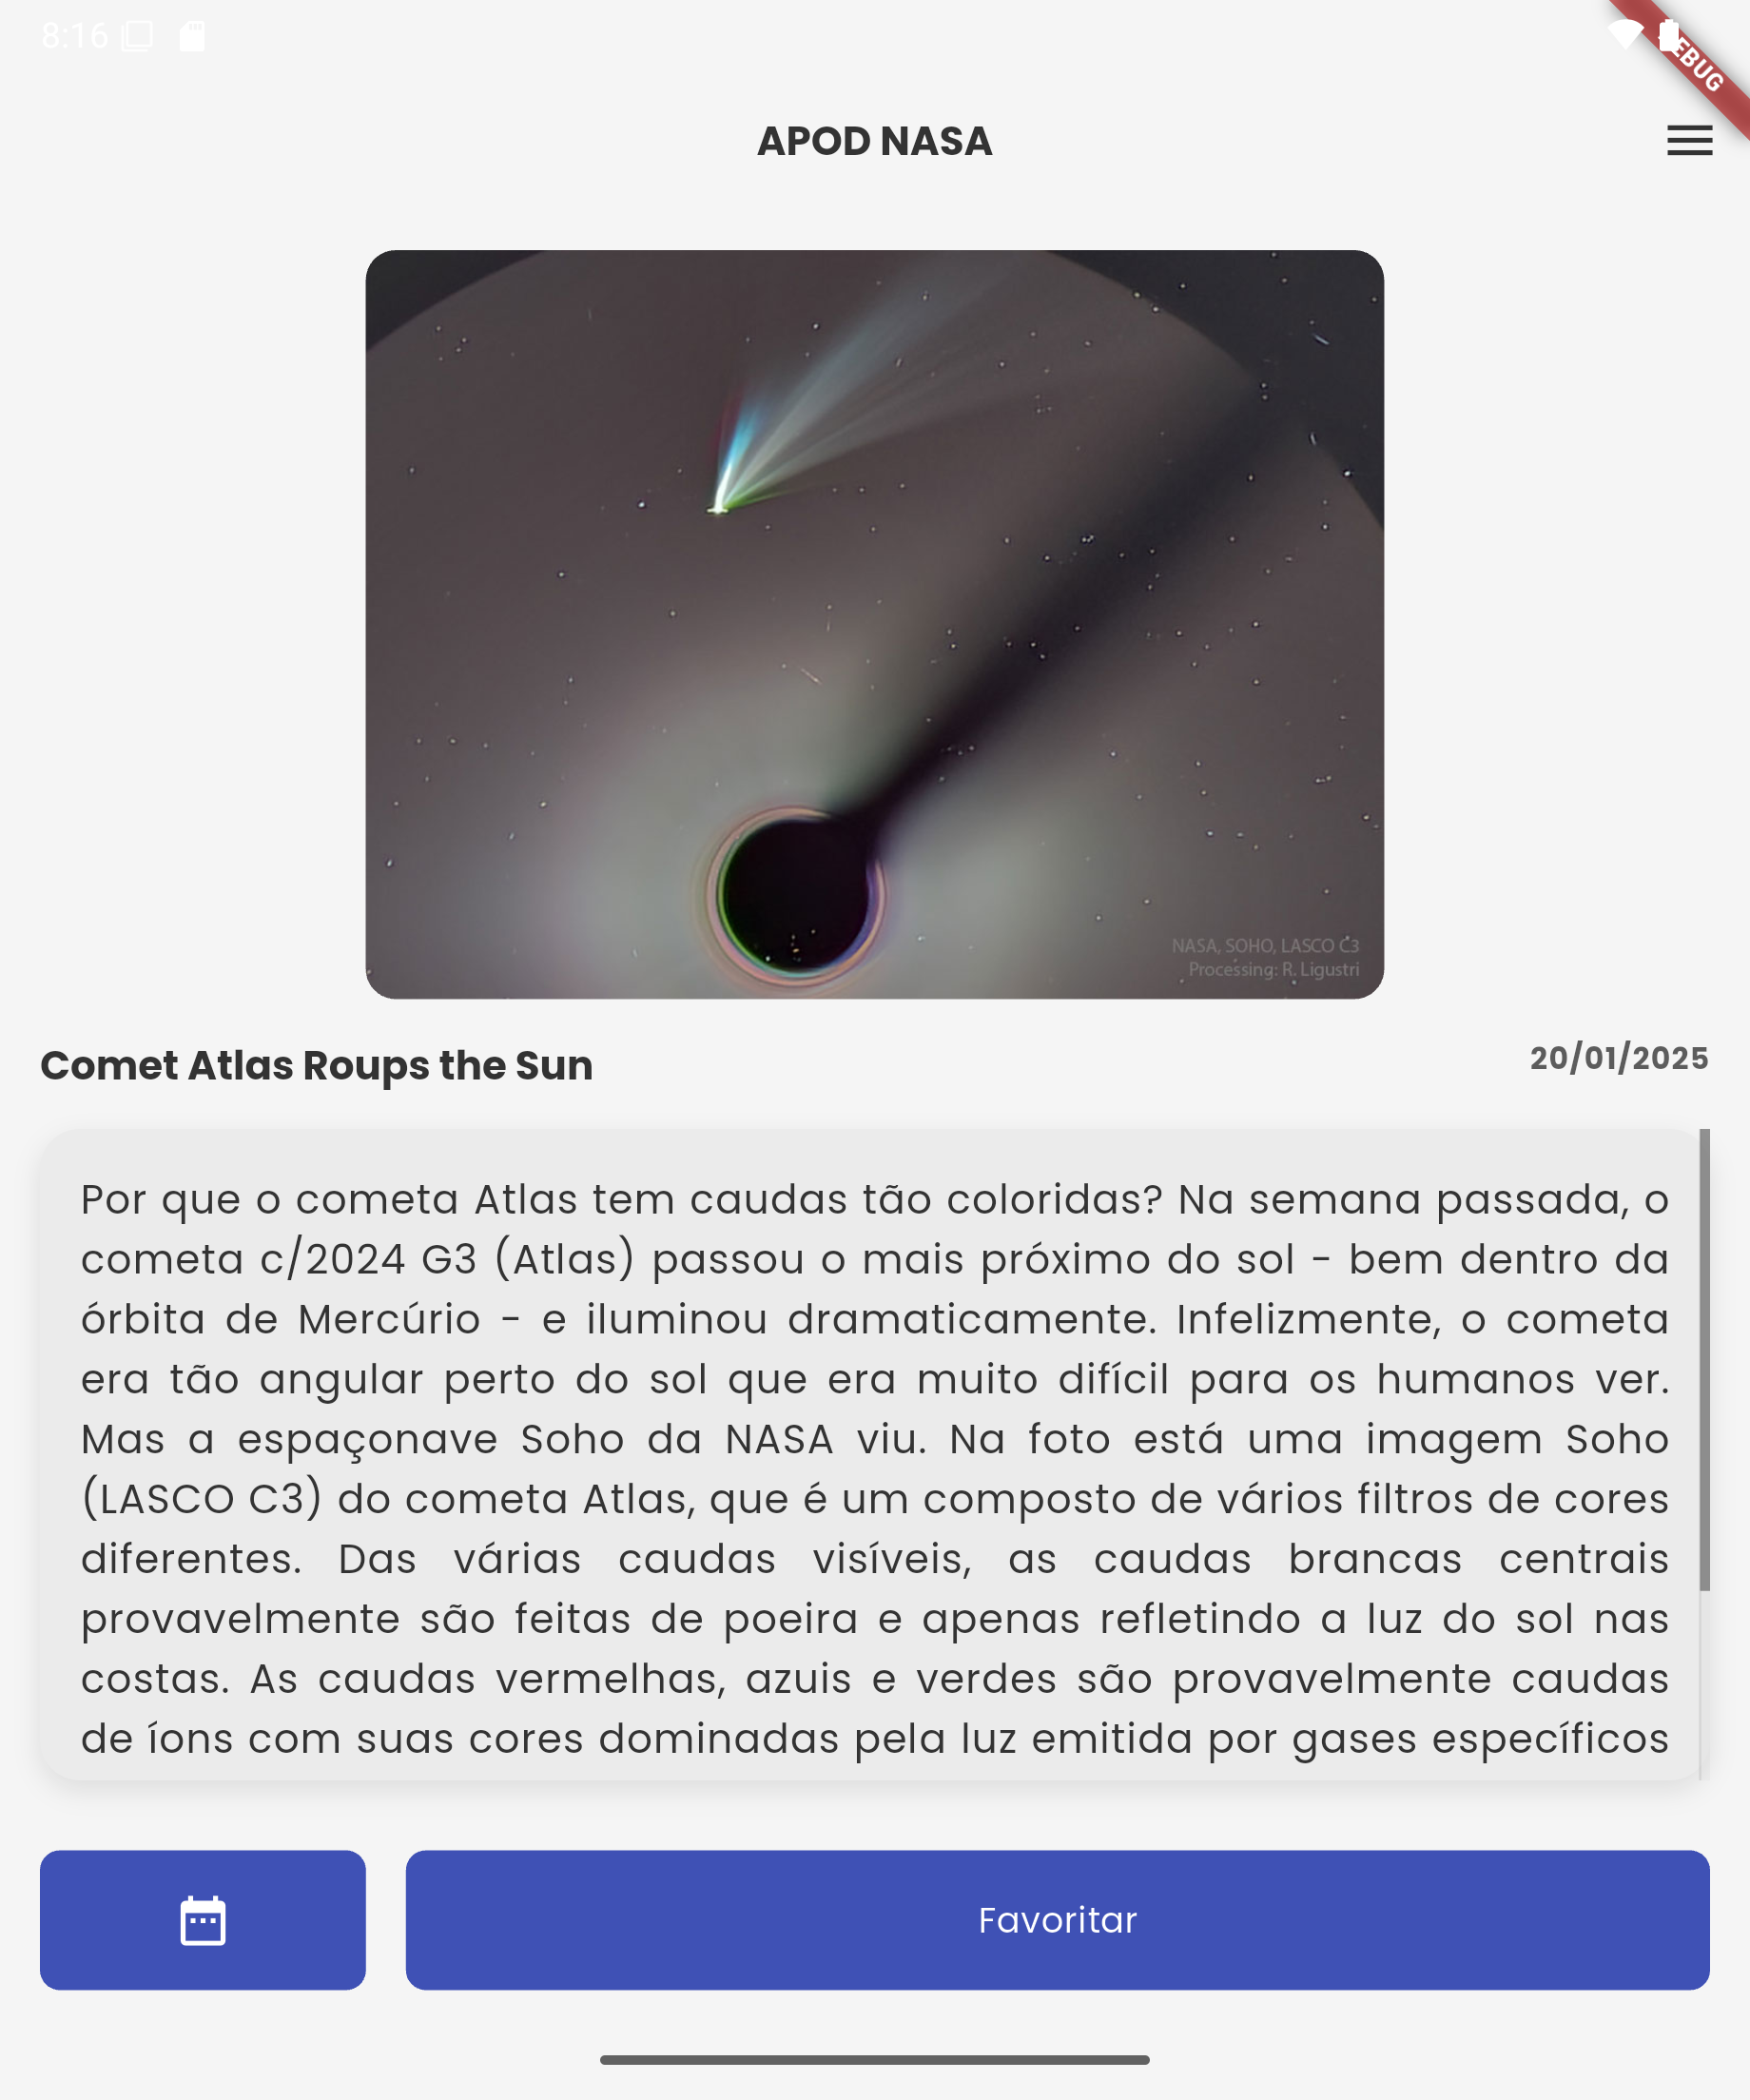 8:16
EBUG
APOD NASA
NASA, SOHO, LASCO C3
Processing: R. Ligustri
Comet Atlas Roups the Sun
20/01/2025
Por que o cometa Atlas tem caudas tão coloridas? Na semana passada, o
cometa c/2024 G3 (Atlas) passou o mais próximo do sol - bem dentro da
órbita de Mercúrio - e iluminou dramaticamente. Infelizmente, o cometa
era tão angular perto do sol que era muito difícil para os humanos ver.
Mas a espaçonave Soho da NASA viu. Na foto está uma imagem Soho
(LASCO C3) do cometa Atlas, que é um composto de vários filtros de cores
diferentes. Das várias caudas visíveis, as caudas brancas centrais
provavelmente são feitas de poeira e apenas refletindo a luz do sol nas
costas. As caudas vermelhas, azuis e verdes são provavelmente caudas
de íons com suas cores dominadas pela luz emitida por gases específicos
Favoritar